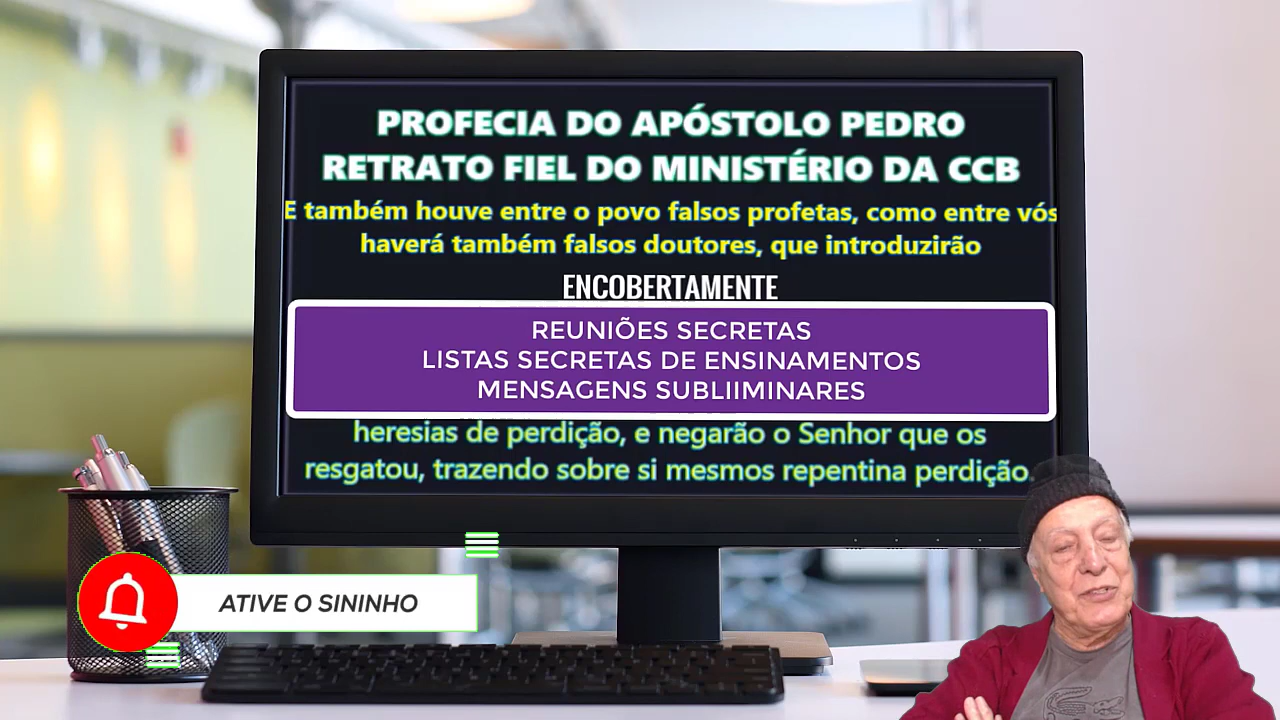 PROFECIA DO APÓSTOLO PEDRO
RETRATO FIEL DO MINISTÉRIO DA CCB
E também houve entre o povo falsos profetas, como entre vós
haverá também falsos doutores, que introduzirão
ENCOBERTAMENTE
REUNIÕES SECRETAS
LISTAS SECRETAS DE ENSINAMENTOS
MENSAGENS SUBLIIMINARES
heresias de perdição, e negarão o Senhor que os
resgatou, trazendo sobre si mesmos repentina perdição.
ATIVE O SININHO